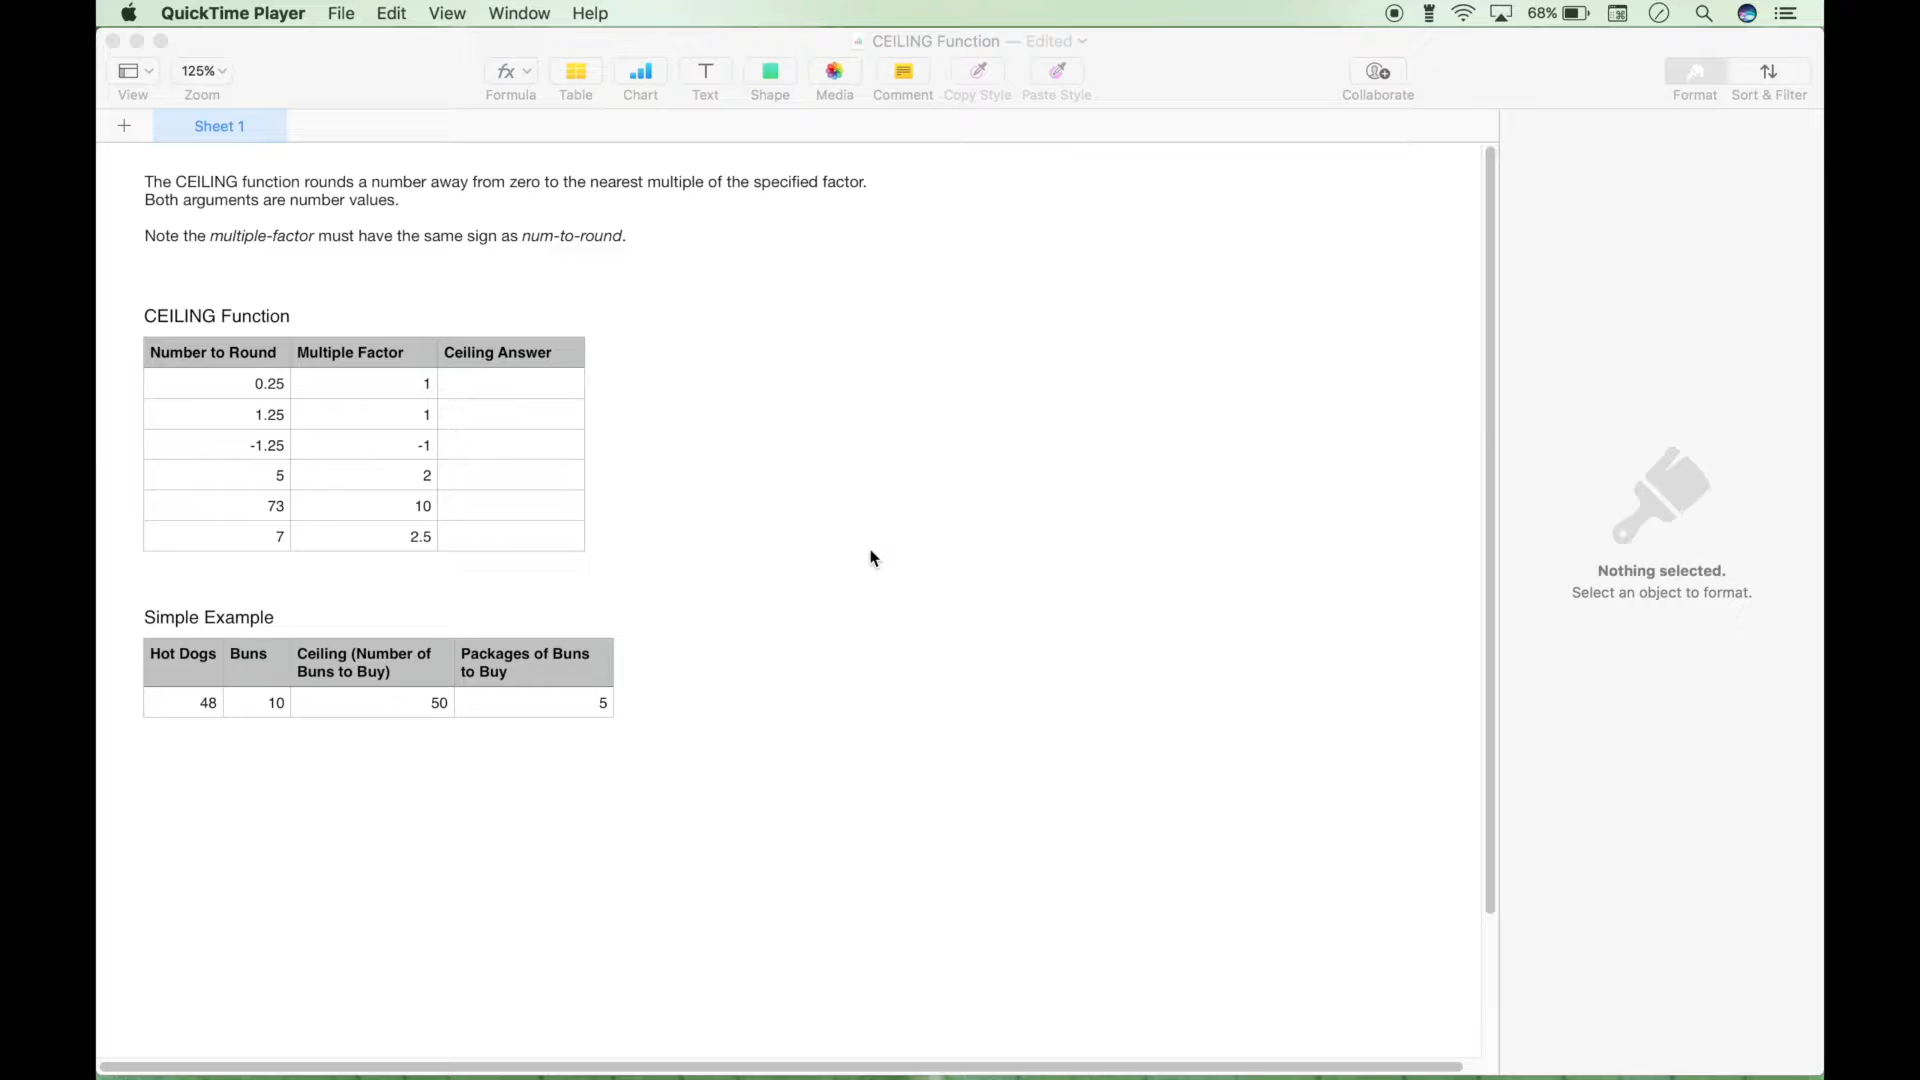 QuickTime Player File Edit View Window Help 68%
CEILING Function — Edited
125%
View Zoom Formula Table Chart Text Shape Media Comment Copy Style Paste Style Collaborate Format Sort & Filter
Sheet 1
The CEILING function rounds a number away from zero to the nearest multiple of the specified factor.
Both arguments are number values.
Note the multiple-factor must have the same sign as num-to-round.
CEILING Function
Number to Round Multiple Factor Ceiling Answer
0.25 1
1.25 1
-1.25 -1
5 2
73 10
7 2.5
Nothing selected.
Select an object to format.
Simple Example
Hot Dogs Buns Ceiling (Number of Buns to Buy) Packages of Buns to Buy
48 10 50 5